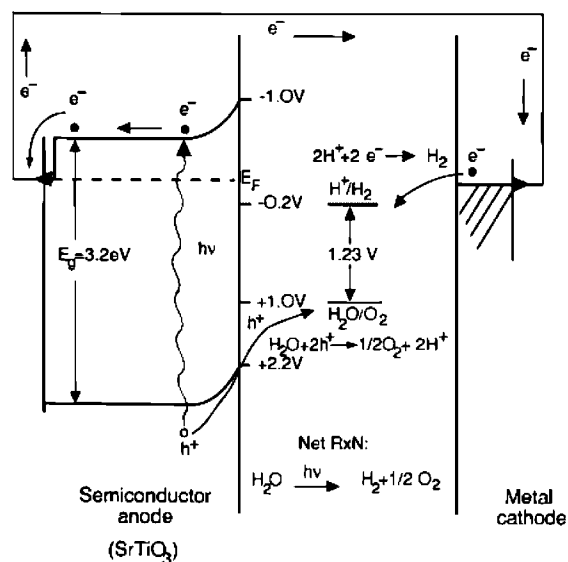 e⁻
e⁻
e⁻
e⁻
e⁻
-1.0V
2H⁺+2 e⁻ → H₂
e⁻
E_F
H⁺/H₂
-0.2V
E_g=3.2eV
hν
1.23 V
+1.0V
h⁺
H₂O/O₂
H₂O+2h⁺→1/2O₂+ 2H⁺
+2.2V
h⁺
Net RxN:
H₂O hν → H₂+1/2 O₂
Semiconductor
anode
(SrTiO₃)
Metal
cathode